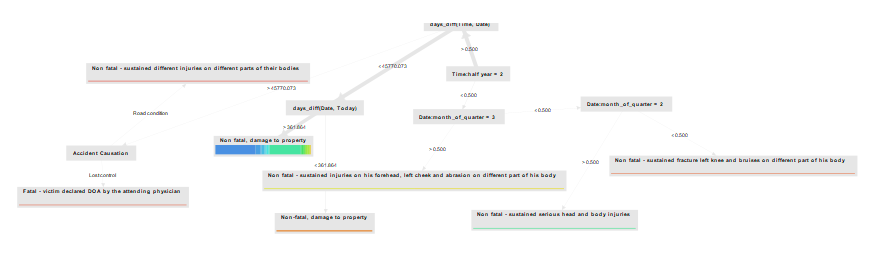 days_diff(Time, Date)
> 0.500
< 45770.073
Non fatal - sustained different injuries on different parts of their bodies
Time:half year = 2
> 45770.073
< 0.500
days_diff(Date, Today)
Date:month_of_quarter = 2
Road condition
< 0.500
Date:month_of_quarter = 3
> 361.864
< 0.500
Non fatal, damage to property
> 0.500
Accident Causation
> 0.500
< 361.864
Non fatal - sustained fracture left knee and bruises on different part of his body
Lost control
Non fatal - sustained injuries on his forehead, left cheek and abrasion on different part of his body
Fatal - victim declared DOA by the attending physician
Non-fatal, damage to property
Non fatal - sustained serious head and body injuries